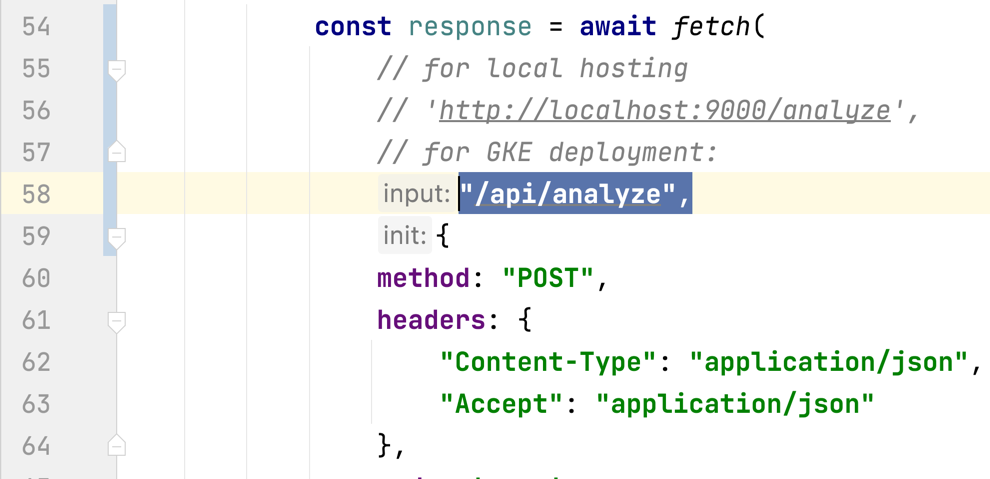 54 const response = await fetch(
55 // for local hosting
56 // 'http://localhost:9000/analyze',
57 // for GKE deployment:
58 input: "/api/analyze",
59 init: {
60 method: "POST",
61 headers: {
62 "Content-Type": "application/json",
63 "Accept": "application/json"
64 },